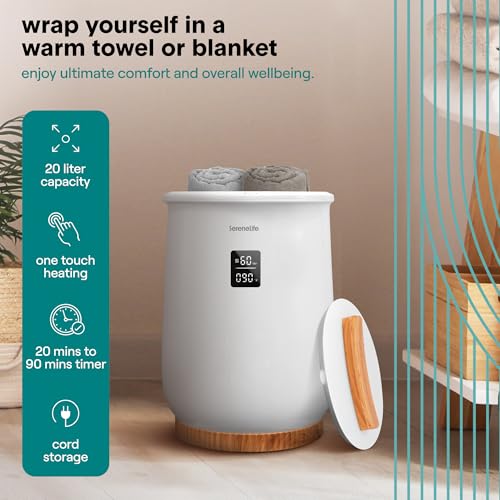 wrap yourself in a
warm towel or blanket
enjoy ultimate comfort and overall wellbeing.
20 liter
capacity
one touch
heating
20 mins to
90 mins timer
cord
storage
SereneLife
60
090